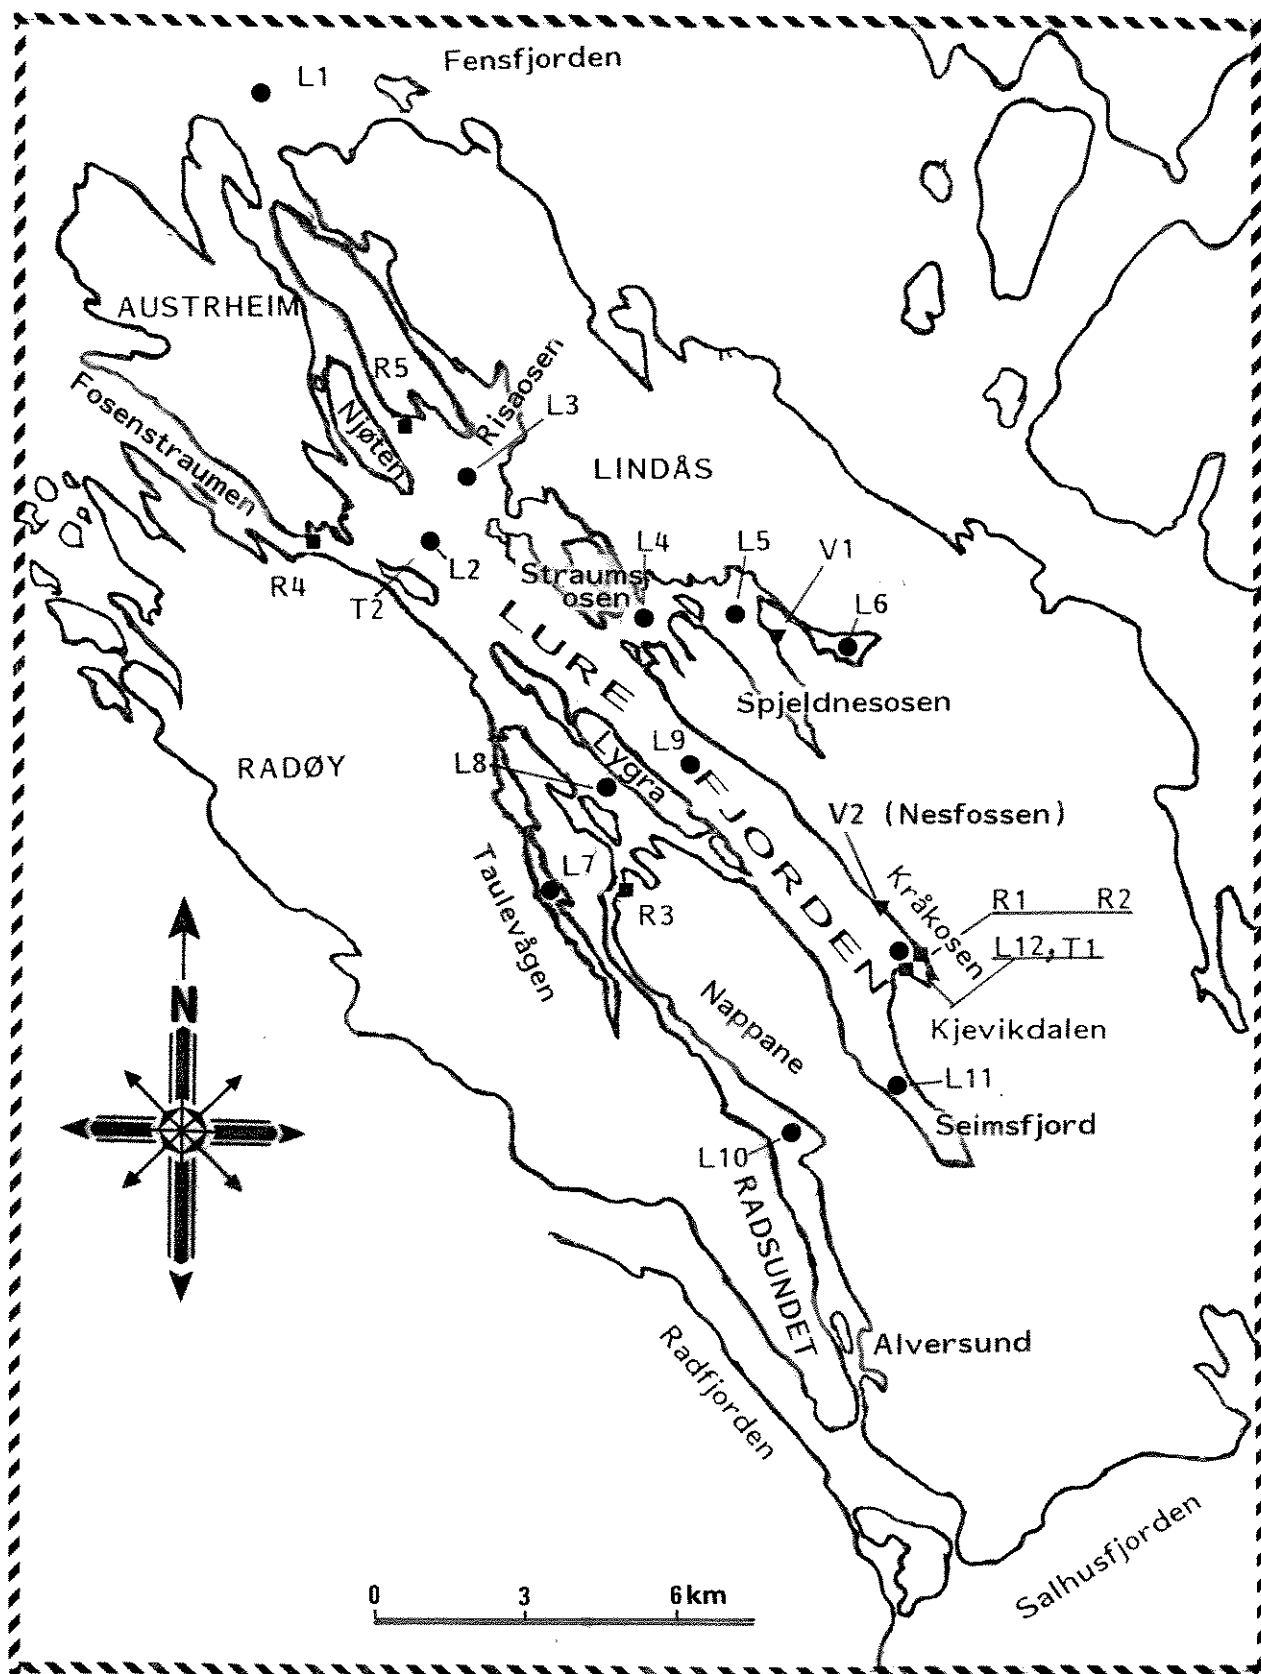 L1
Fensfjorden
AUSTRHEIM
R5
Risaosen
Fosenstraumen
Njøten
L3
LINDÅS
R4
T2
L2
Straums-
osen
L4
L5
V1
L6
LURE
FJORDEN
Spjeldnesosen
RADØY
L8
Lygra
L9
V2 (Nesfossen)
Taulevågen
L7
R3
Kråkosen
R1 R2
L12, T1
Nappane
Kjevikdalen
N
L11
Seimsfjord
L10
RADSUNDET
Alversund
Radfjorden
Salhusfjorden
0 3 6 km